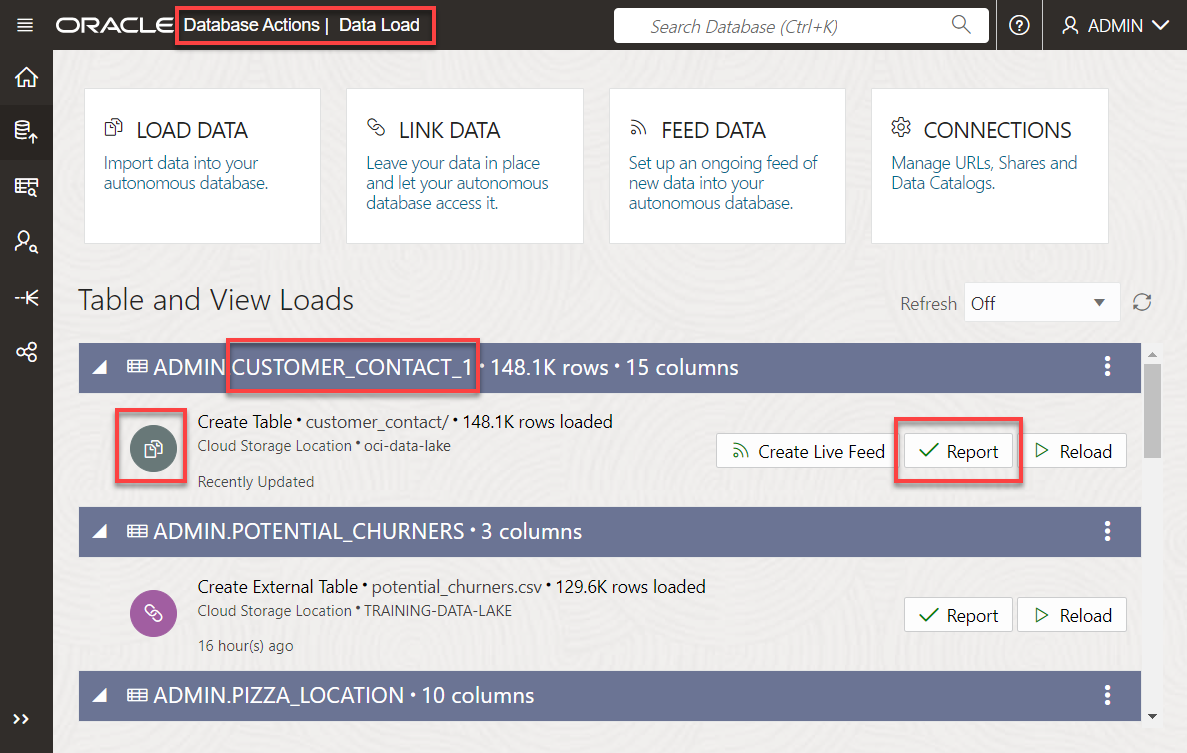 ORACLE Database Actions | Data Load
Search Database (Ctrl+K)
ADMIN
LOAD DATA
Import data into your
autonomous database.
LINK DATA
Leave your data in place
and let your autonomous
database access it.
FEED DATA
Set up an ongoing feed of
new data into your
autonomous database.
CONNECTIONS
Manage URLs, Shares and
Data Catalogs.
Table and View Loads
Refresh Off
ADMIN.CUSTOMER_CONTACT_1 • 148.1K rows • 15 columns
Create Table • customer_contact/ • 148.1K rows loaded
Cloud Storage Location • oci-data-lake
Recently Updated
Create Live Feed
Report
Reload
ADMIN.POTENTIAL_CHURNERS • 3 columns
Create External Table • potential_churners.csv • 129.6K rows loaded
Cloud Storage Location • TRAINING-DATA-LAKE
16 hour(s) ago
Report
Reload
ADMIN.PIZZA_LOCATION • 10 columns